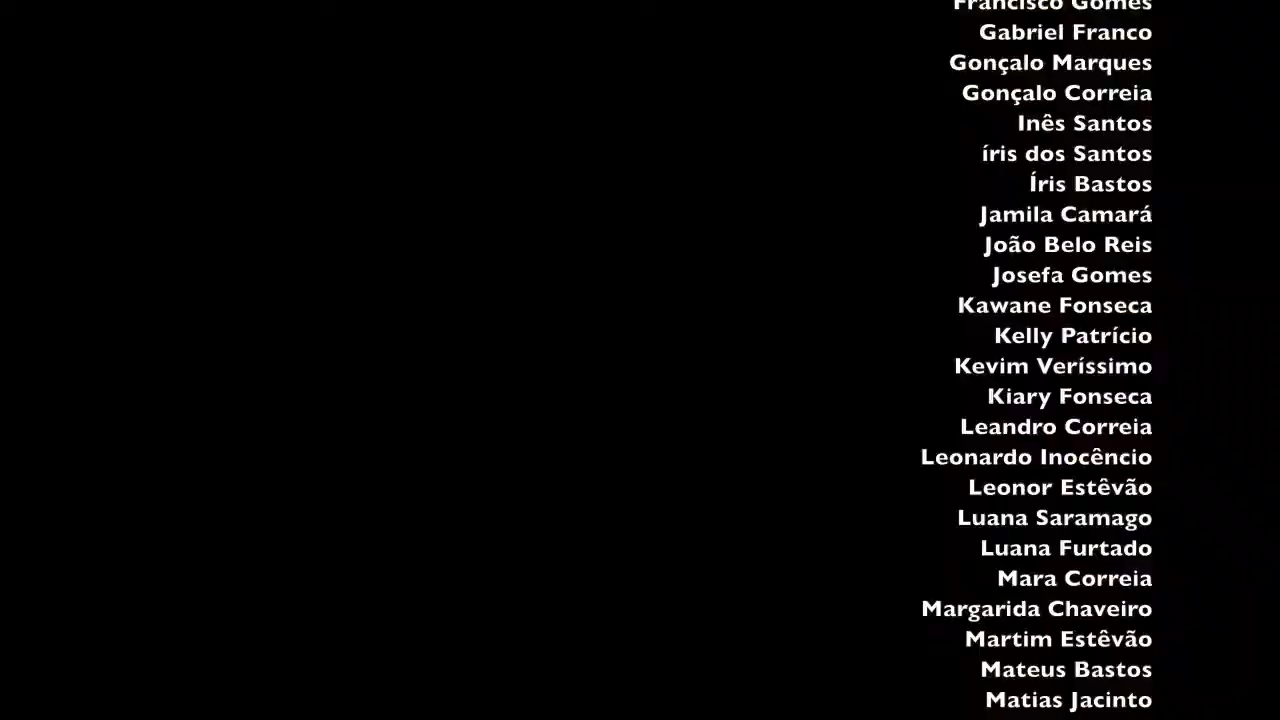 Francisco Gomes
Gabriel Franco
Gonçalo Marques
Gonçalo Correia
Inês Santos
íris dos Santos
Íris Bastos
Jamila Camará
João Belo Reis
Josefa Gomes
Kawane Fonseca
Kelly Patrício
Kevim Veríssimo
Kiary Fonseca
Leandro Correia
Leonardo Inocêncio
Leonor Estêvão
Luana Saramago
Luana Furtado
Mara Correia
Margarida Chaveiro
Martim Estêvão
Mateus Bastos
Matias Jacinto